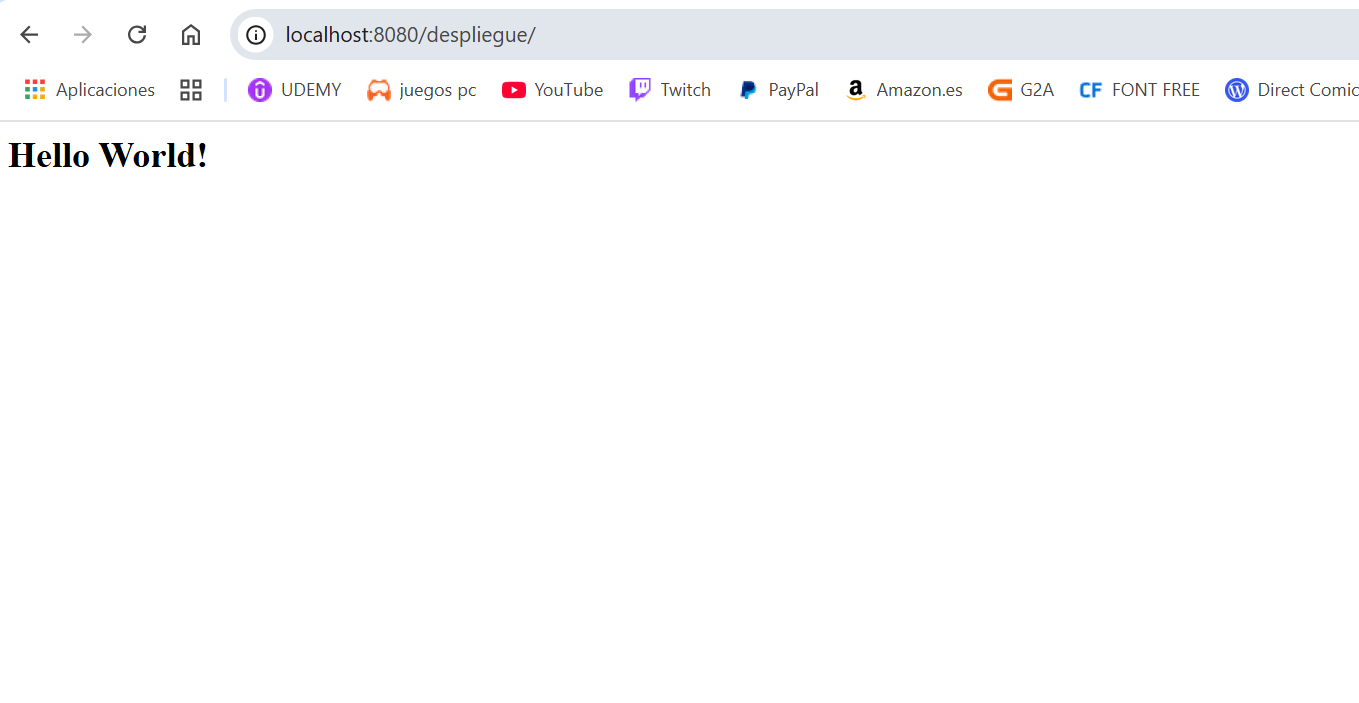 localhost:8080/despliegue/
Aplicaciones UDEMY juegos pc YouTube Twitch PayPal Amazon.es G2A FONT FREE Direct Comic
Hello World!